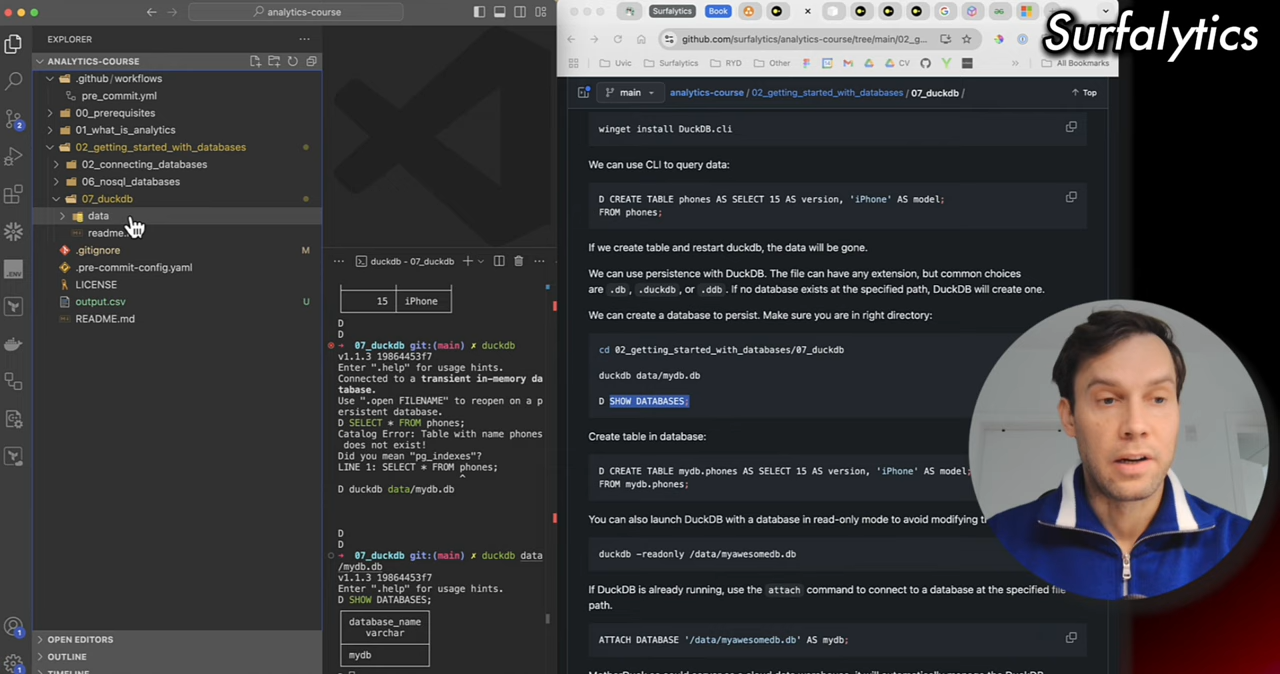 analytics-course
Surfalytics
Book
Surfalytics
github.com/surfalytics/analytics-course/tree/main/02_g...
Uvic
Surfalytics
RYD
Other
CV
All Bookmarks
EXPLORER
ANALYTICS-COURSE
.github/workflows
pre_commit.yml
00_prerequisites
01_what_is_analytics
02_getting_started_with_databases
02_connecting_databases
06_nosql_databases
07_duckdb
data
readme.
.gitignore
M
.pre-commit-config.yaml
LICENSE
output.csv
U
README.md
OPEN EDITORS
OUTLINE
TIMELINE
2
.ENV
1
1
duckdb - 07_duckdb
15 iPhone
D
D
07_duckdb git:(main) ✗ duckdb
v1.1.3 19864453f7
Enter ".help" for usage hints.
Connected to a transient in-memory da
tabase.
Use ".open FILENAME" to reopen on a p
ersistent database.
D SELECT * FROM phones;
Catalog Error: Table with name phones
does not exist!
Did you mean "pg_indexes"?
LINE 1: SELECT * FROM phones;
^
D duckdb data/mydb.db
D
D
07_duckdb git:(main) ✗ duckdb data
/mydb.db
v1.1.3 19864453f7
Enter ".help" for usage hints.
D SHOW DATABASES;
database_name
varchar
mydb
main
analytics-course / 02_getting_started_with_databases / 07_duckdb /
Top
winget install DuckDB.cli
We can use CLI to query data:
D CREATE TABLE phones AS SELECT 15 AS version, 'iPhone' AS model;
FROM phones;
If we create table and restart duckdb, the data will be gone.
We can use persistence with DuckDB. The file can have any extension, but common choices
are .db, .duckdb, or .ddb. If no database exists at the specified path, DuckDB will create one.
We can create a database to persist. Make sure you are in right directory:
cd 02_getting_started_with_databases/07_duckdb
duckdb data/mydb.db
D SHOW DATABASES;
Create table in database:
D CREATE TABLE mydb.phones AS SELECT 15 AS version, 'iPhone' AS model;
FROM mydb.phones;
You can also launch DuckDB with a database in read-only mode to avoid modifying
duckdb -readonly /data/myawesomedb.db
If DuckDB is already running, use the attach command to connect to a database at the specified file
path.
ATTACH DATABASE '/data/myawesomedb.db' AS mydb;